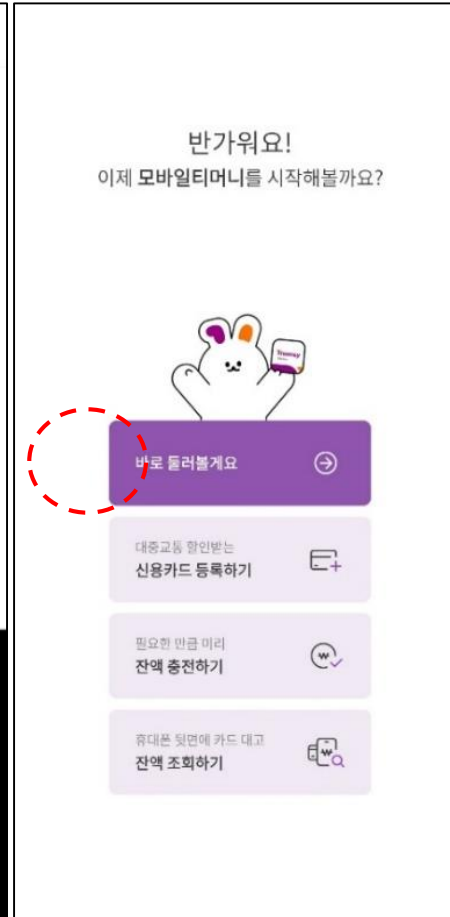 반가워요!
이제 모바일티머니를 시작해볼까요?
Tmoney
바로 둘러볼게요
대중교통 할인받는
신용카드 등록하기
필요한 만큼 미리
잔액 충전하기
휴대폰 뒷면에 카드 대고
잔액 조회하기